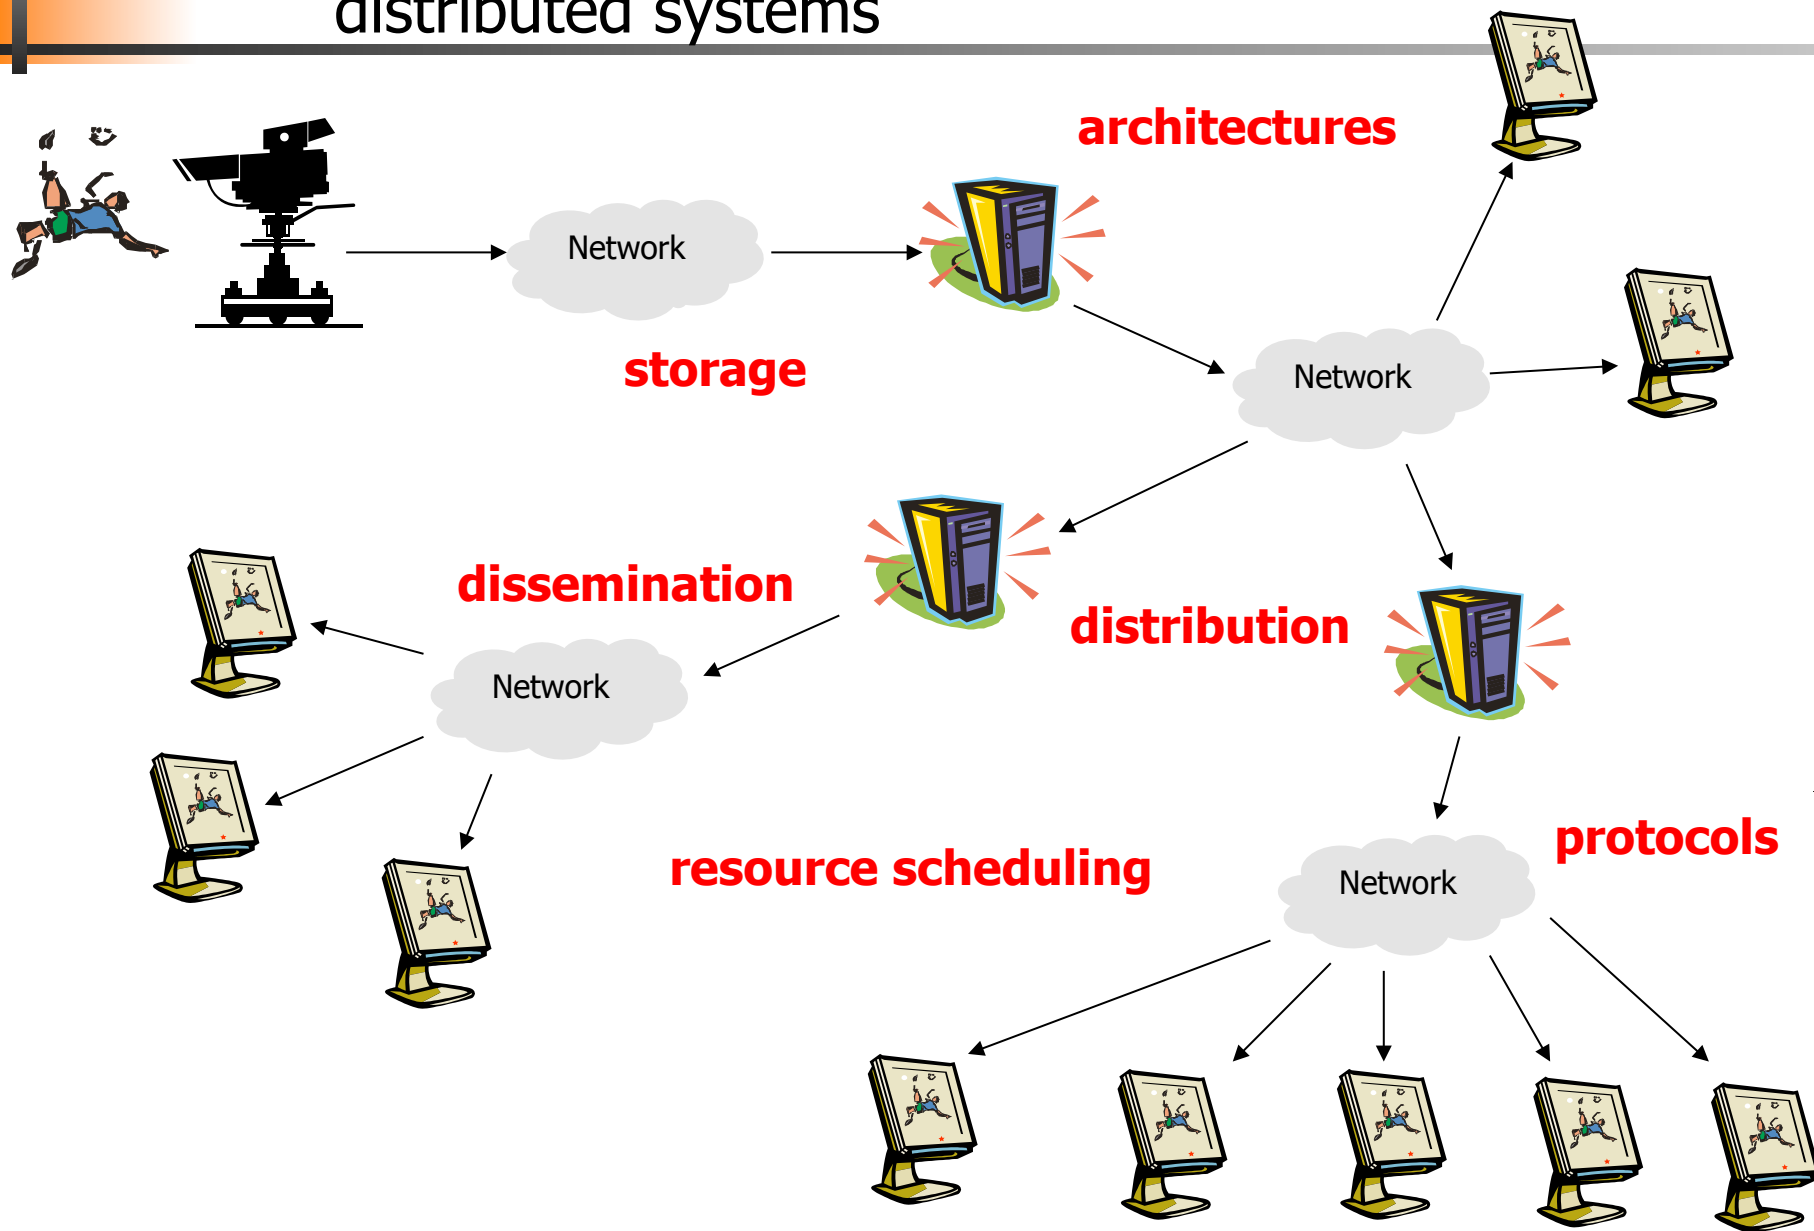 distributed systems
architectures
Network
storage
Network
dissemination
distribution
Network
protocols
resource scheduling
Network